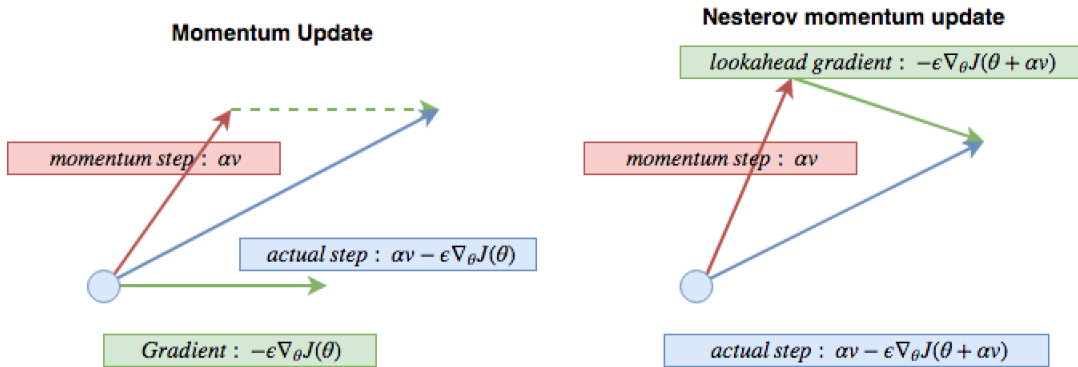 Momentum Update
momentum step : αv
actual step : αv − ϵ∇θJ(θ)
Gradient : −ϵ∇θJ(θ)
Nesterov momentum update
lookahead gradient : −ϵ∇θJ(θ + αv)
momentum step : αv
actual step : αv − ϵ∇θJ(θ + αv)